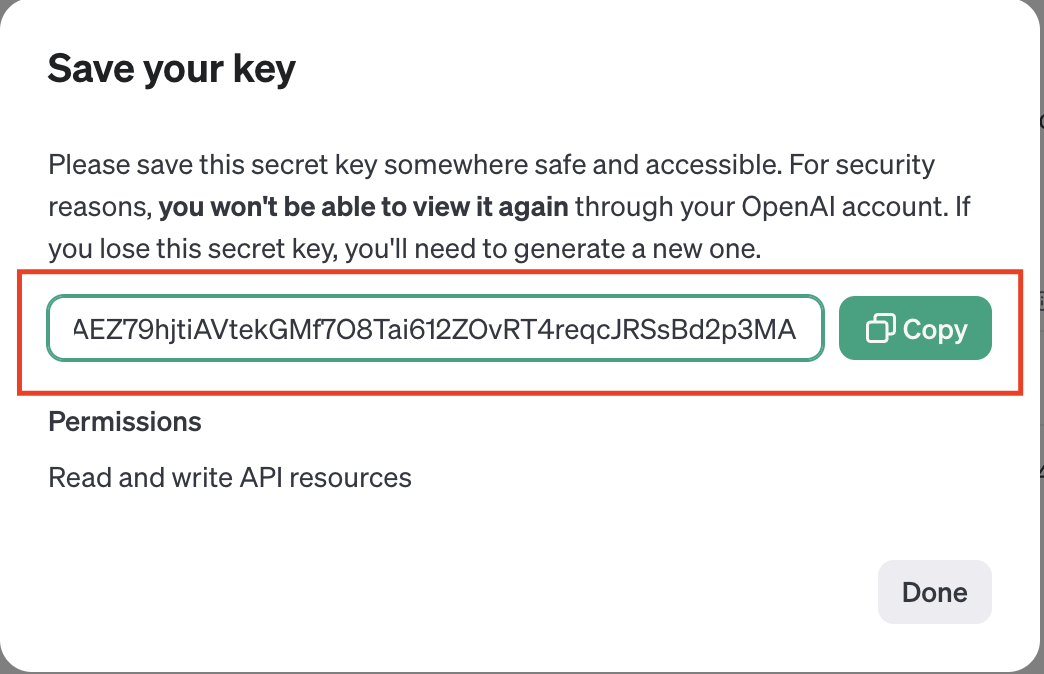 Save your key
Please save this secret key somewhere safe and accessible. For security
reasons, you won't be able to view it again through your OpenAI account. If
you lose this secret key, you'll need to generate a new one.
AEZ79hjtiAVtekGMf7O8Tai612ZOvRT4reqcJRSsBd2p3MA
Copy
Permissions
Read and write API resources
Done